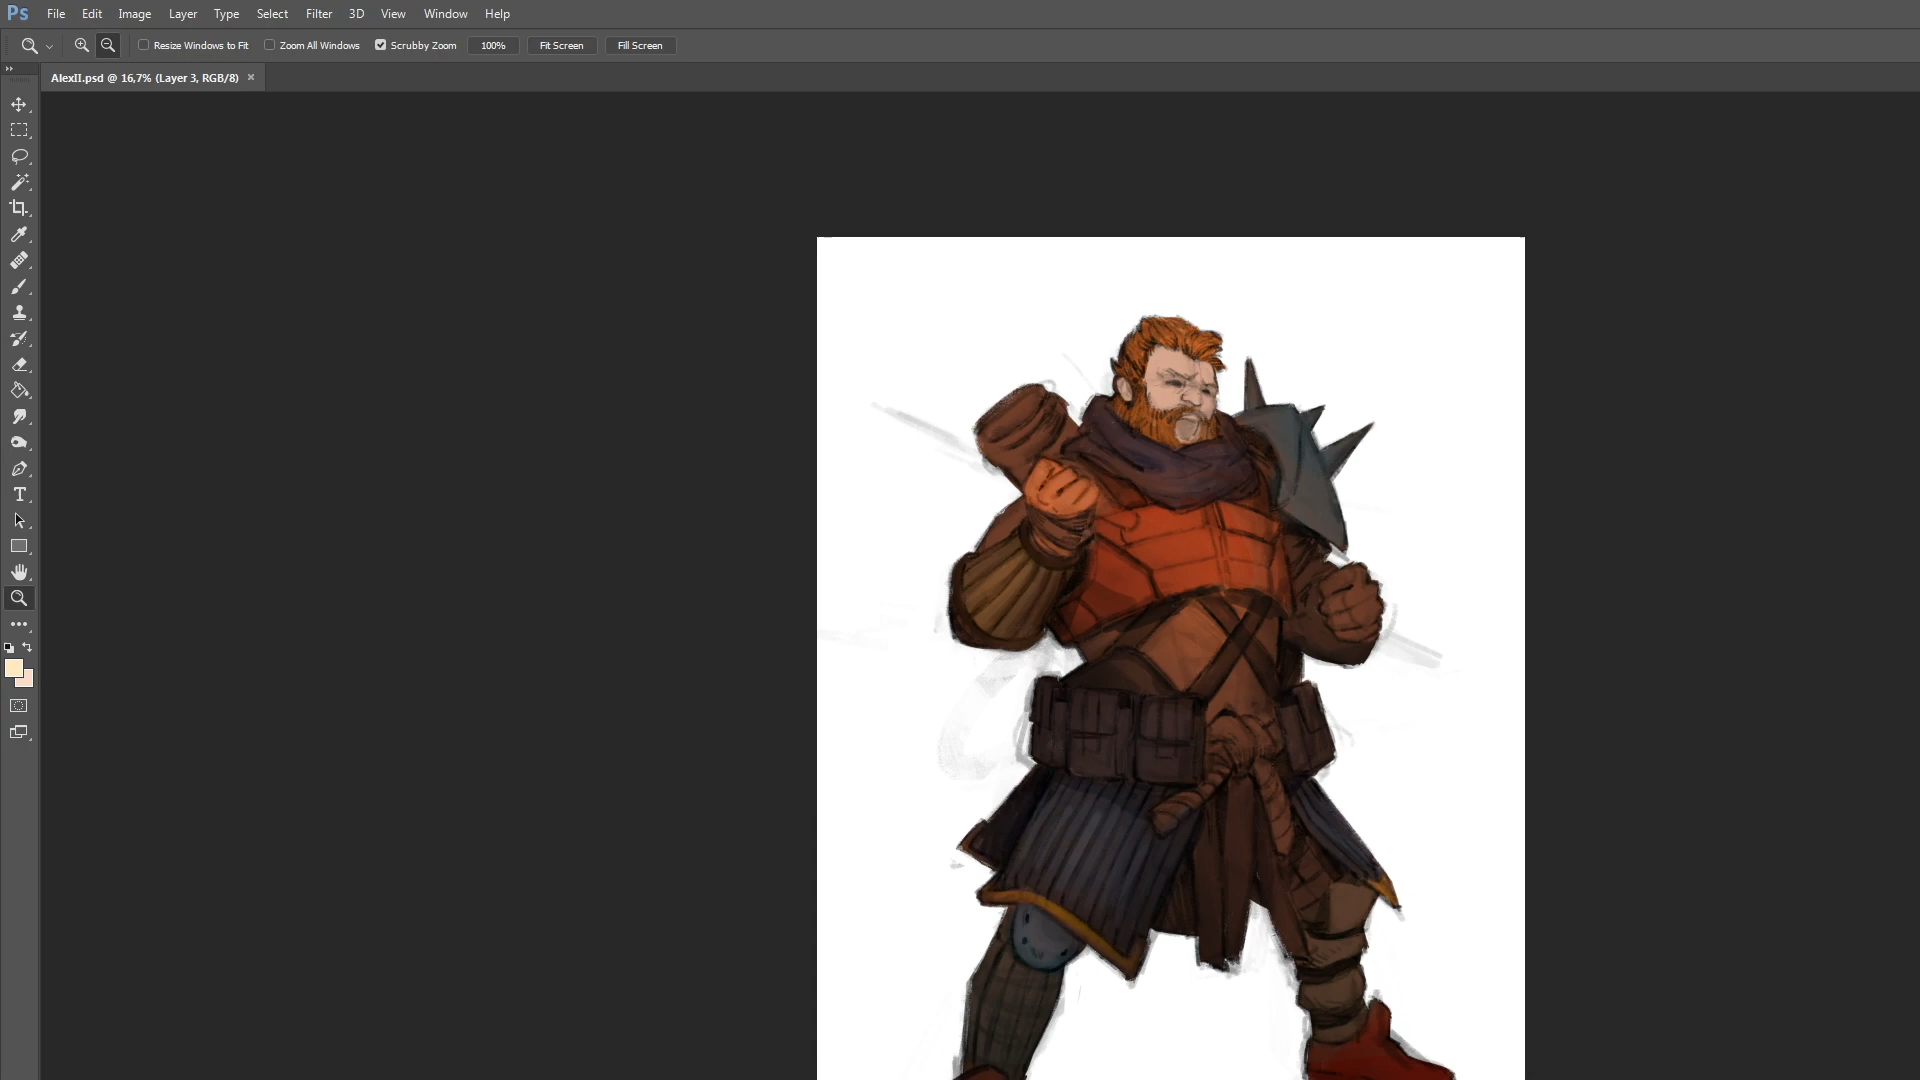 Ps File Edit Image Layer Type Select Filter 3D View Window Help
Resize Windows to Fit Zoom All Windows Scrubby Zoom 100% Fit Screen Fill Screen
AlexII.psd @ 16,7% (Layer 3, RGB/8) ×
T